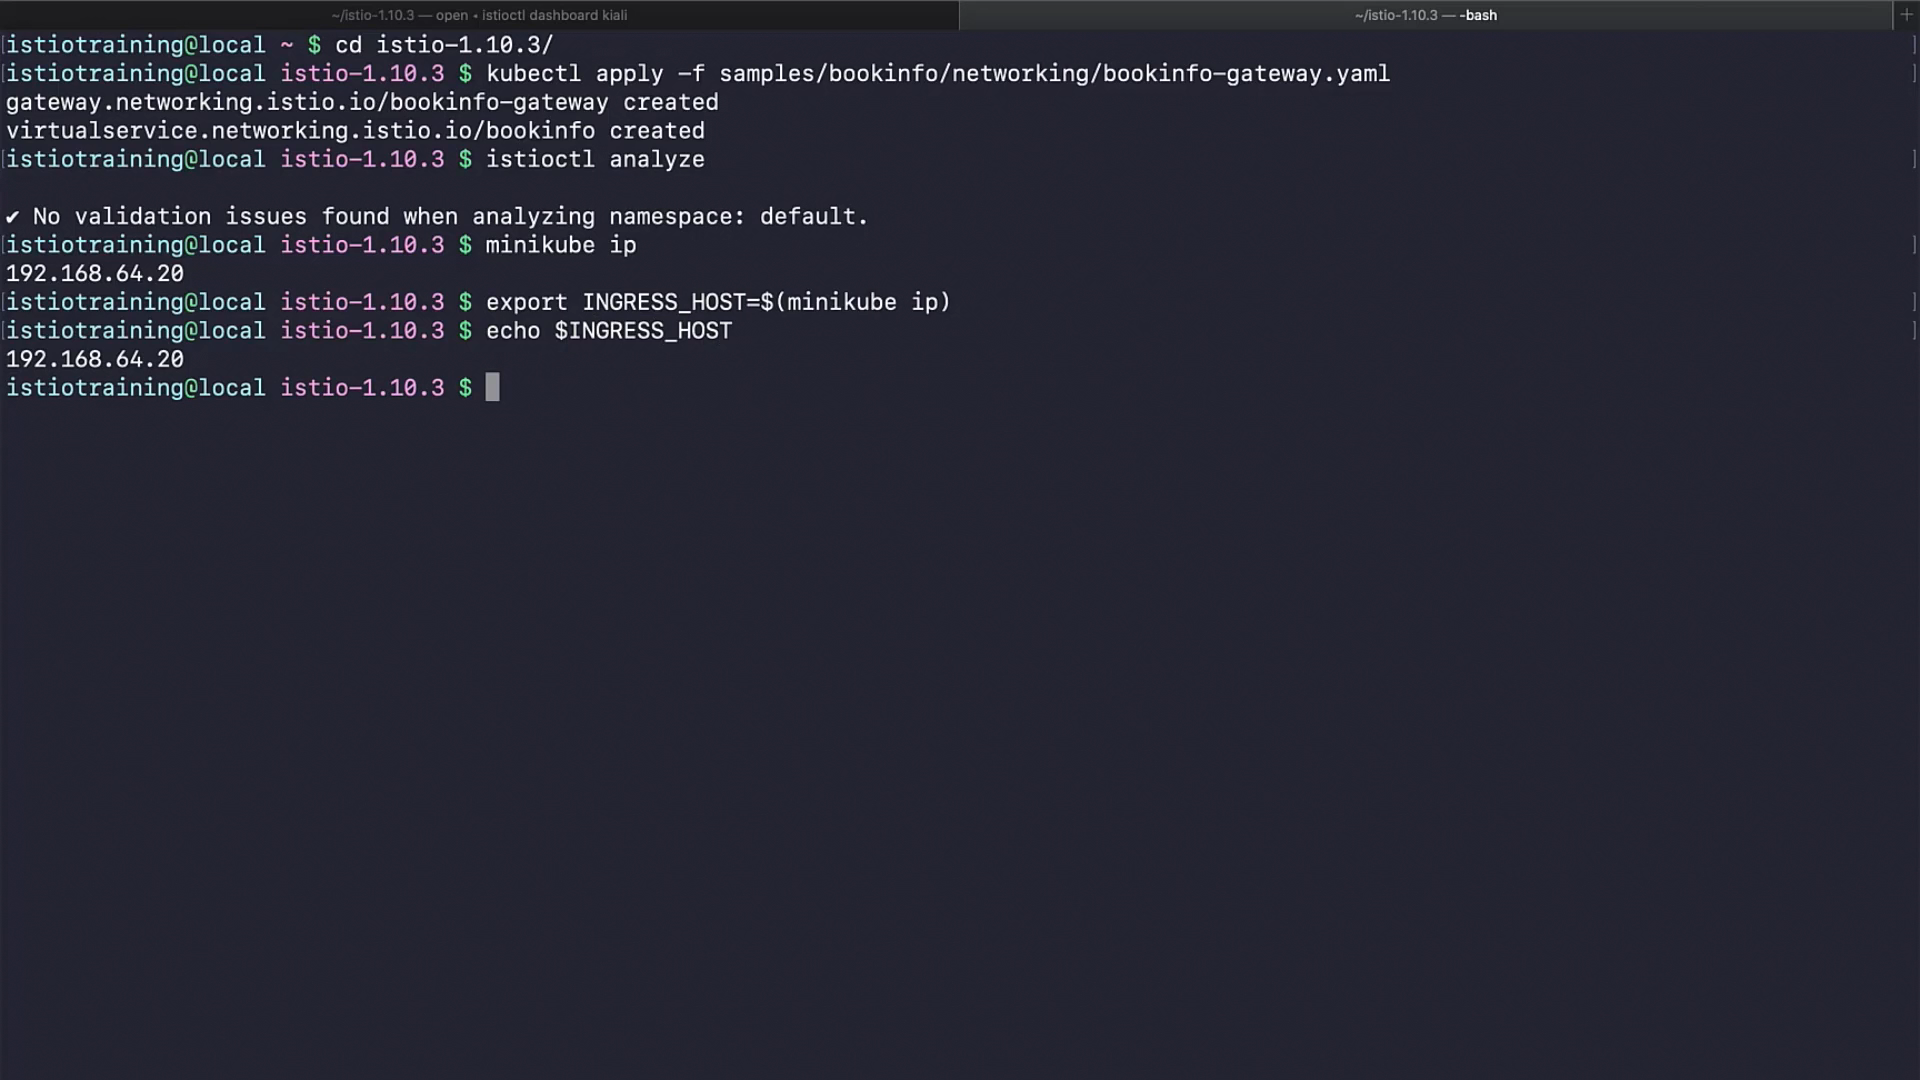 ~/istio-1.10.3 — open • istioctl dashboard kiali
~/istio-1.10.3 — -bash
istiotraining@local ~ $ cd istio-1.10.3/
istiotraining@local istio-1.10.3 $ kubectl apply -f samples/bookinfo/networking/bookinfo-gateway.yaml
gateway.networking.istio.io/bookinfo-gateway created
virtualservice.networking.istio.io/bookinfo created
istiotraining@local istio-1.10.3 $ istioctl analyze
✔ No validation issues found when analyzing namespace: default.
istiotraining@local istio-1.10.3 $ minikube ip
192.168.64.20
istiotraining@local istio-1.10.3 $ export INGRESS_HOST=$(minikube ip)
istiotraining@local istio-1.10.3 $ echo $INGRESS_HOST
192.168.64.20
istiotraining@local istio-1.10.3 $